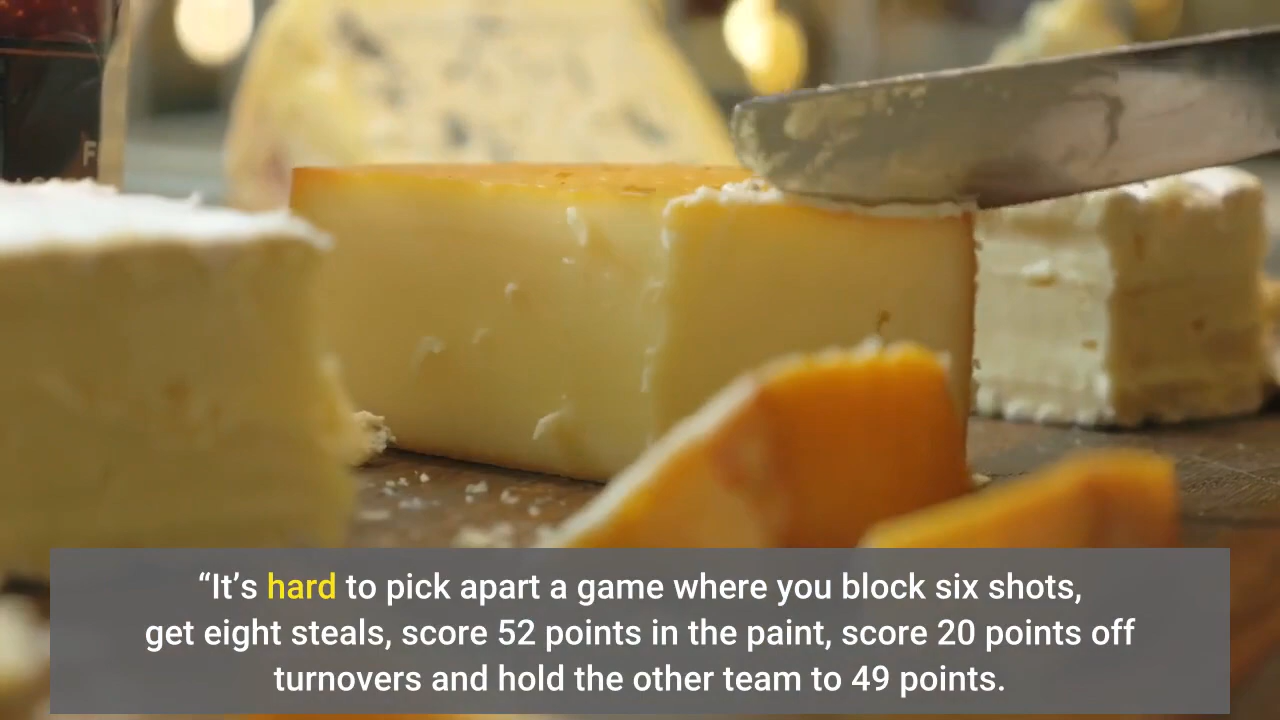 F
“It’s hard to pick apart a game where you block six shots,
get eight steals, score 52 points in the paint, score 20 points off
turnovers and hold the other team to 49 points.